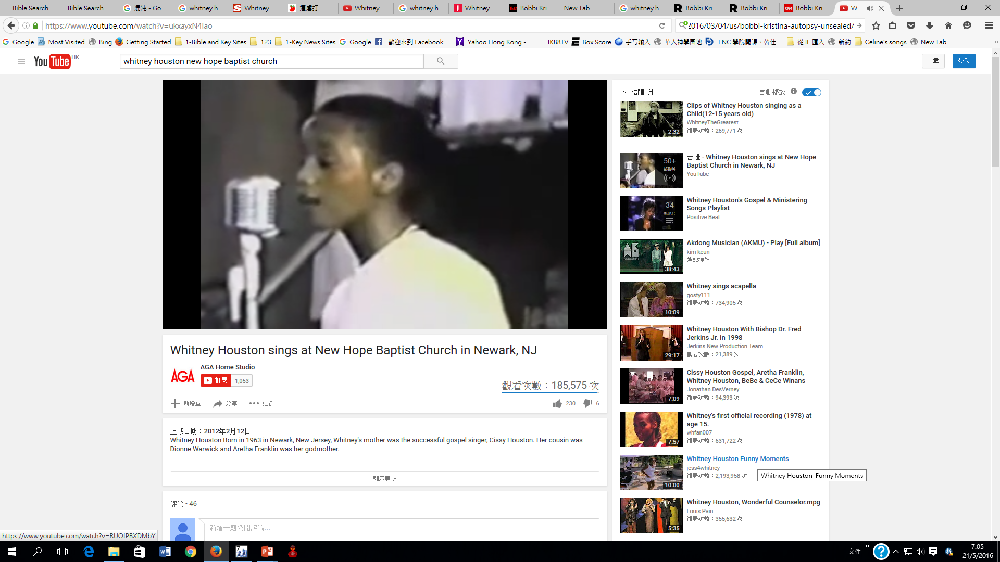 Bible Search ...
Bible Search ...
混沌 - Go...
whitney h...
Whitney ...
遭虐打 ...
Whitney ...
whitney h...
Whitney ...
Bobbi Kri...
New Tab
whitney h...
Bobbi Kri...
Bobbi Kri...
Bobbi Kri...
W...
https://www.youtube.com/watch?v=ukxayxN4lao
2016/03/04/us/bobbi-kristina-autopsy-unsealed/
Google
Most Visited
Bing
Getting Started
1-Bible and Key Sites
123
1-Key News Sites
Google
歡迎來到 Facebook ...
Yahoo Hong Kong - ...
IK88TV
Box Score
手写输入
華人神學園地
FNC 學院開課、韓佳...
從 IE 匯入
新約
Celine's songs
New Tab
YouTube HK
whitney houston new hope baptist church
上載
登入
Whitney Houston sings at New Hope Baptist Church in Newark, NJ
AGA
AGA Home Studio
訂閱 1,053
觀看次數：185,575 次
新增至
分享
更多
230
6
上載日期：2012年2月12日
Whitney Houston Born in 1963 in Newark, New Jersey, Whitney's mother was the successful gospel singer, Cissy Houston. Her cousin was
Dionne Warwick and Aretha Franklin was her godmother.
顯示更多
評論 • 46
新增一則公開評論...
下一部影片
自動播放
Clips of Whitney Houston singing as a
Child(12-15 years old)
WhitneyTheGreatest
觀看次數：269,771 次
2:32
合輯 - Whitney Houston sings at New Hope
Baptist Church in Newark, NJ
YouTube
50+
部影片
Whitney Houston's Gospel & Ministering
Songs Playlist
Positive Beat
34
部影片
Akdong Musician (AKMU) - Play [Full album]
kim keun
為您推薦
38:43
Whitney sings acapella
gosty111
觀看次數：734,905 次
10:09
Whitney Houston With Bishop Dr. Fred
Jerkins Jr. in 1998
Jerkins New Production Team
觀看次數：21,389 次
29:17
Cissy Houston Gospel, Aretha Franklin,
Whitney Houston, BeBe & CeCe Winans
Jonathan DesVerney
觀看次數：94,393 次
7:09
Whitney's first official recording (1978) at
age 15.
whfan007
觀看次數：631,722 次
7:57
Whitney Houston Funny Moments
jess4whitney
觀看次數：2,193,958 次
10:00
Whitney Houston  Funny Moments
Whitney Houston, Wonderful Counselor.mpg
Louis Pain
觀看次數：355,632 次
5:35
https://www.youtube.com/watch?v=RUOfPBXDMbY
文件
7:05
21/5/2016